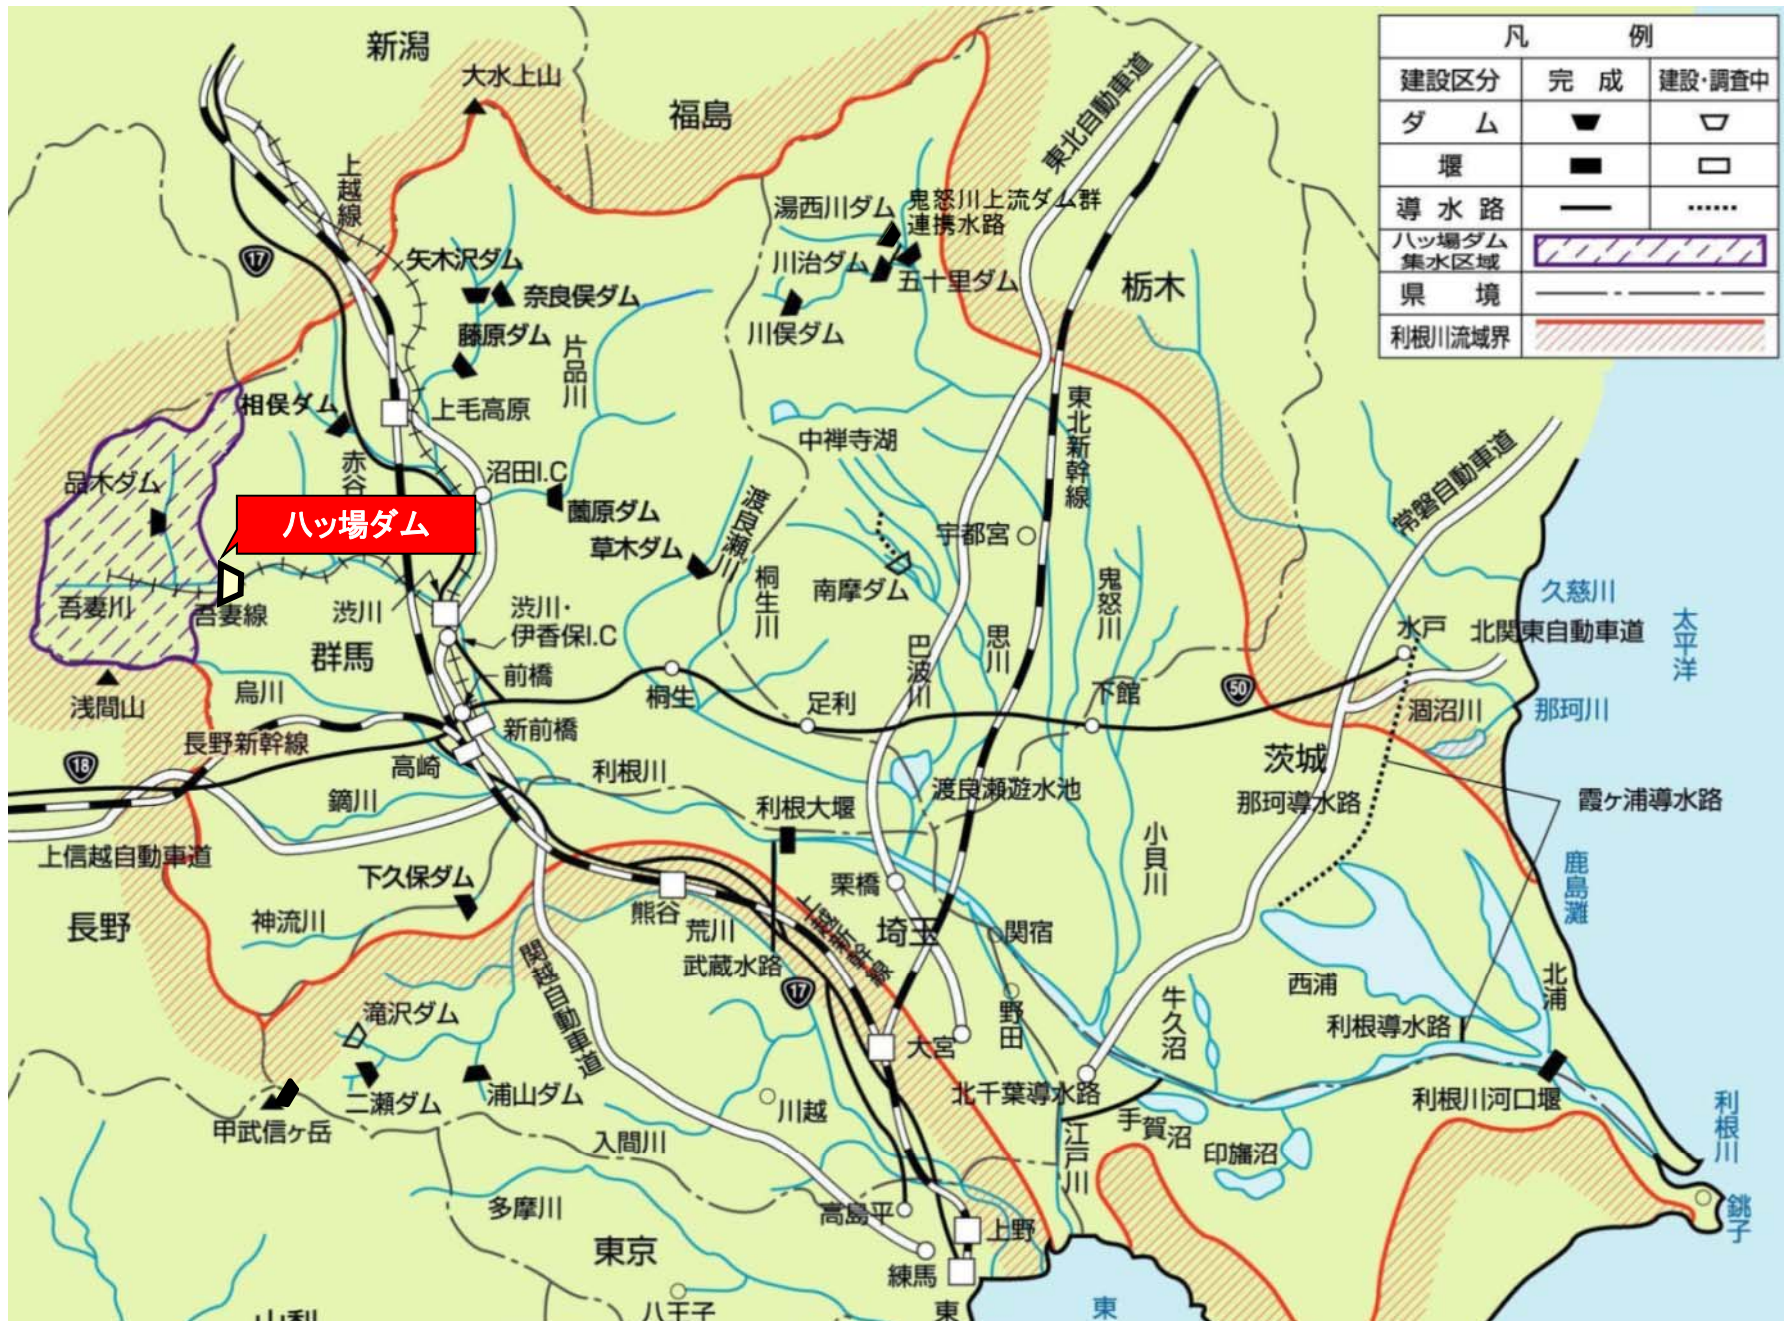 凡 例
建設区分 完 成 建設・調査中
ダ ム
堰
導 水 路
八ッ場ダム
集水区域
県 境
利根川流域界
新潟
大水上山
福島
上越線
東北自動車道
17
湯西川ダム
鬼怒川上流ダム群
連携水路
矢木沢ダム
川治ダム
五十里ダム
栃木
奈良俣ダム
藤原ダム
川俣ダム
片品川
相俣ダム
上毛高原
東北新幹線
中禅寺湖
赤谷
沼田I.C
品木ダム
渡良瀬川
常磐自動車道
八ッ場ダム
薗原ダム
草木ダム
宇都宮
桐生川
南摩ダム
鬼怒川
久慈川
吾妻川
吾妻線
渋川
渋川・
伊香保I.C
群馬
巴波川
思川
水戸
北関東自動車道
太平洋
前橋
烏川
浅間山
桐生
足利
下館
50
涸沼川
那珂川
長野新幹線
新前橋
18
高崎
利根川
茨城
鏑川
利根大堰
渡良瀬遊水池
那珂導水路
霞ヶ浦導水路
上信越自動車道
小貝川
下久保ダム
栗橋
鹿島灘
長野
神流川
熊谷
荒川
上越新幹線
埼玉
関宿
武蔵水路
関越自動車道
17
西浦
北浦
滝沢ダム
野田
牛久沼
利根導水路
大宮
二瀬ダム
浦山ダム
川越
北千葉導水路
手賀沼
利根川河口堰
甲武信ヶ岳
入間川
江戸川
印旛沼
利根川
多摩川
高島平
上野
銚子
東京
練馬
八王子
東
東